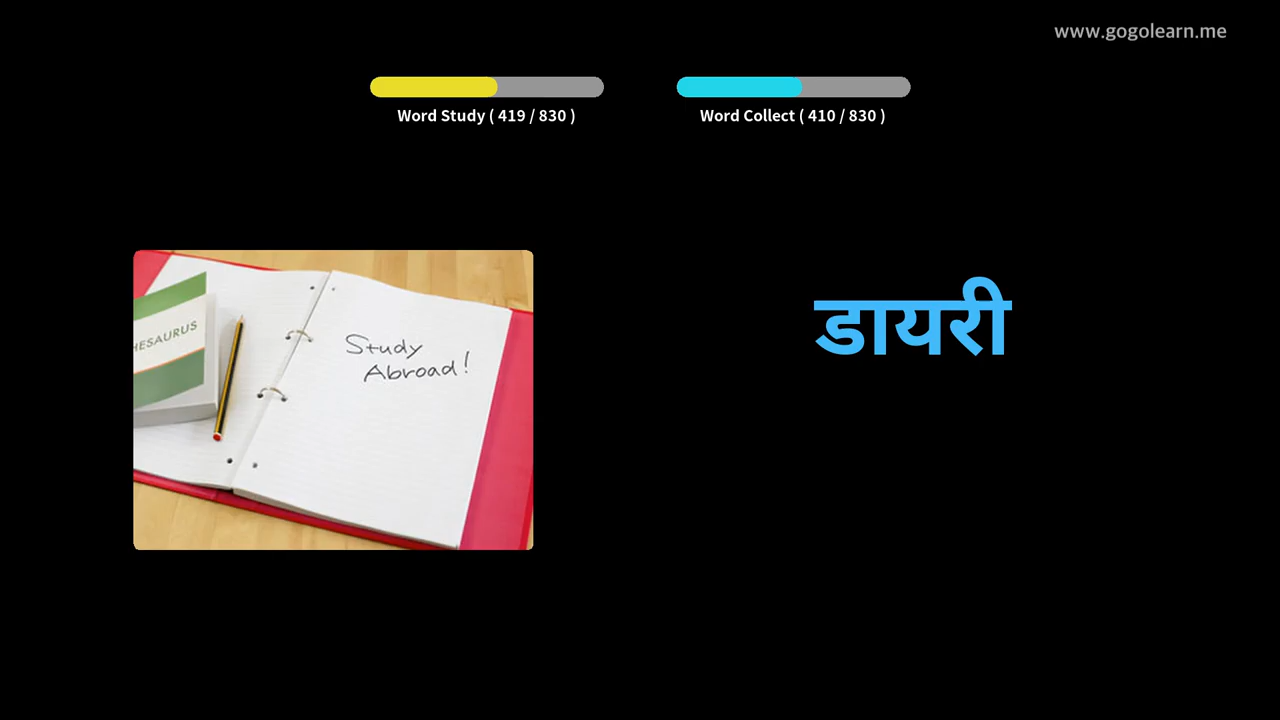 www.gogolearn.me
Word Study ( 419 / 830 )
Word Collect ( 410 / 830 )
HESAURUS
Study
Abroad!
डायरी